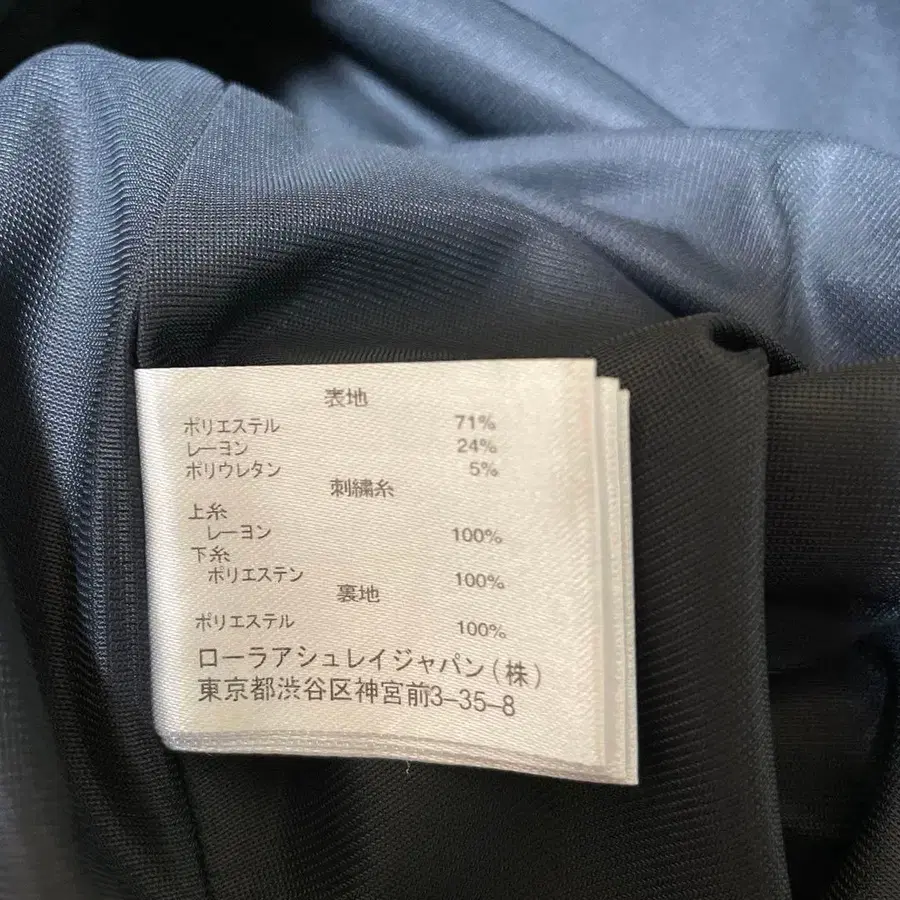 表地
ポリエステル 71%
レーヨン 24%
ポリウレタン 5%
刺繍糸
上糸
レーヨン 100%
下糸
ポリエステン 100%
裏地
ポリエステル 100%
ローラアシュレイジャパン(株)
東京都渋谷区神宮前3-35-8